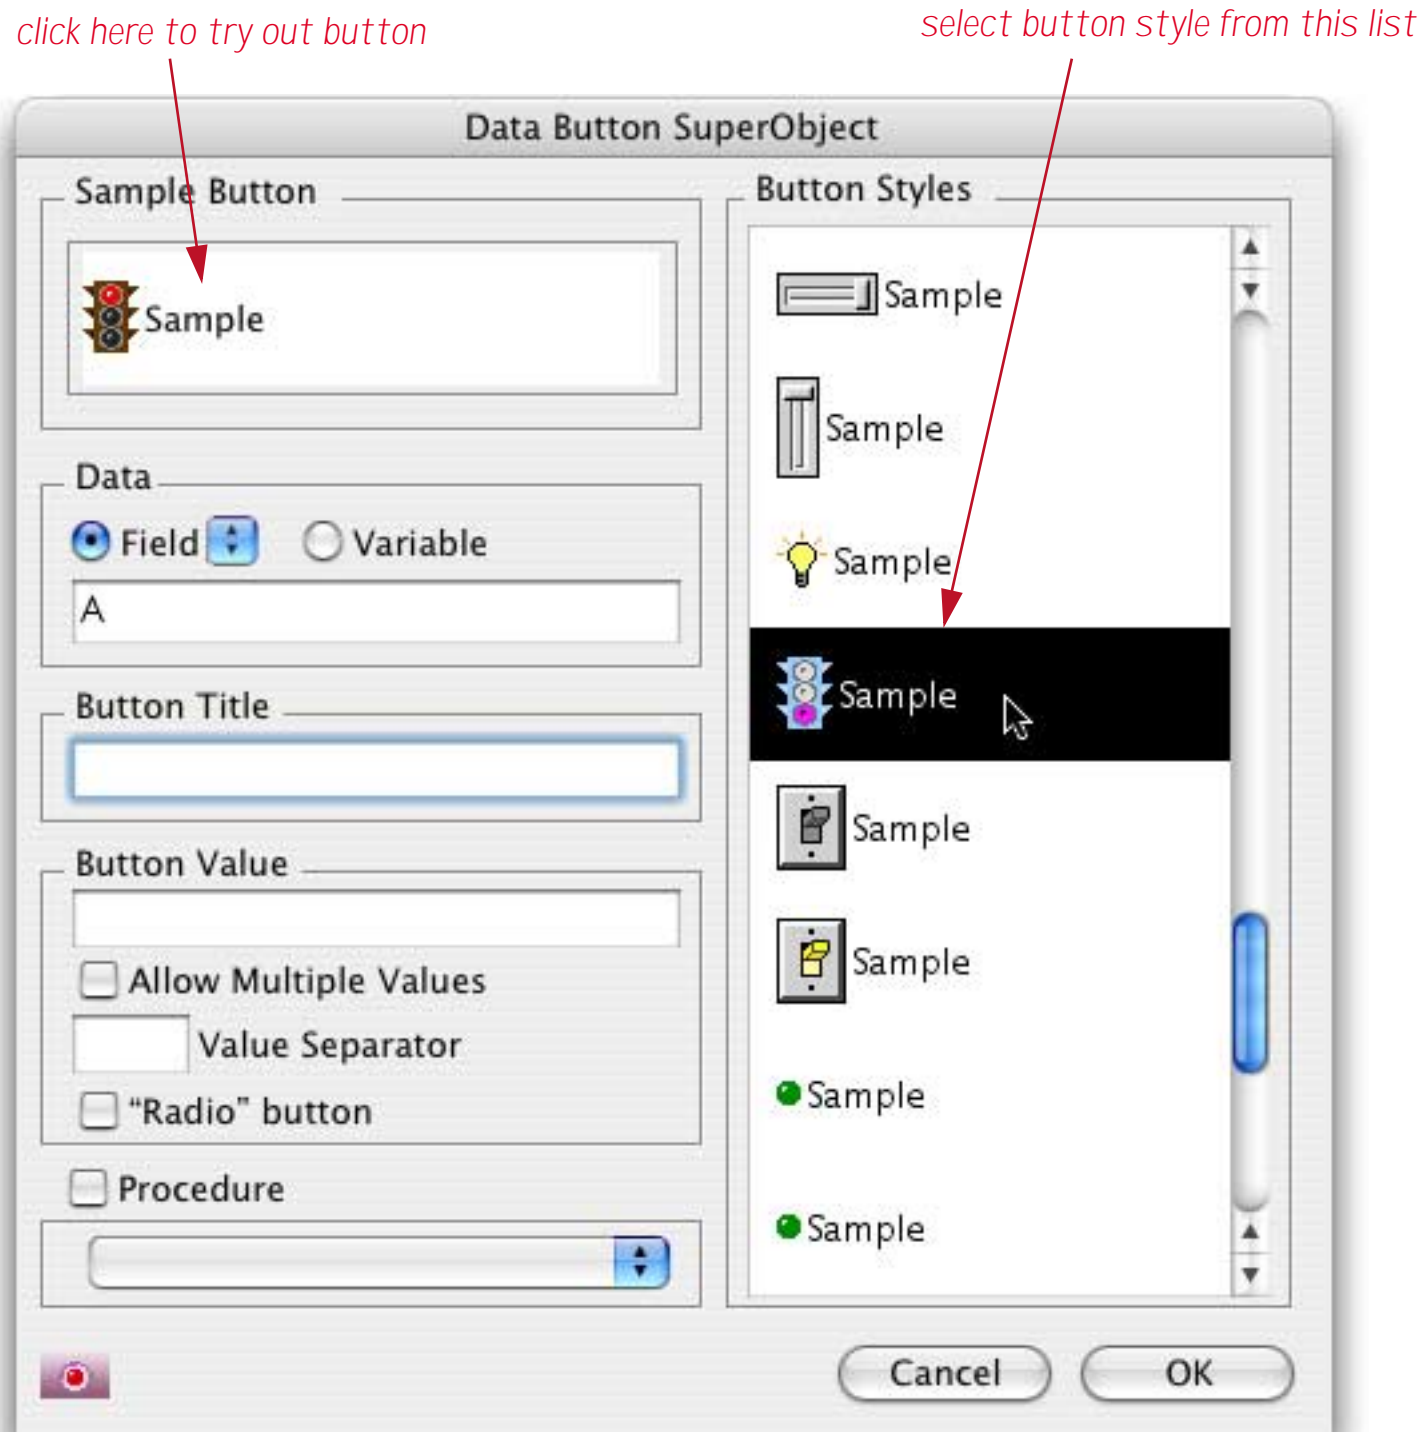 click here to try out button
select button style from this list
Data Button SuperObject
Sample Button
Sample
Data
Field
Variable
A
Button Title
Button Value
Allow Multiple Values
Value Separator
“Radio” button
Procedure
Button Styles
Sample
Sample
Sample
Sample
Sample
Sample
Sample
Sample
Cancel
OK